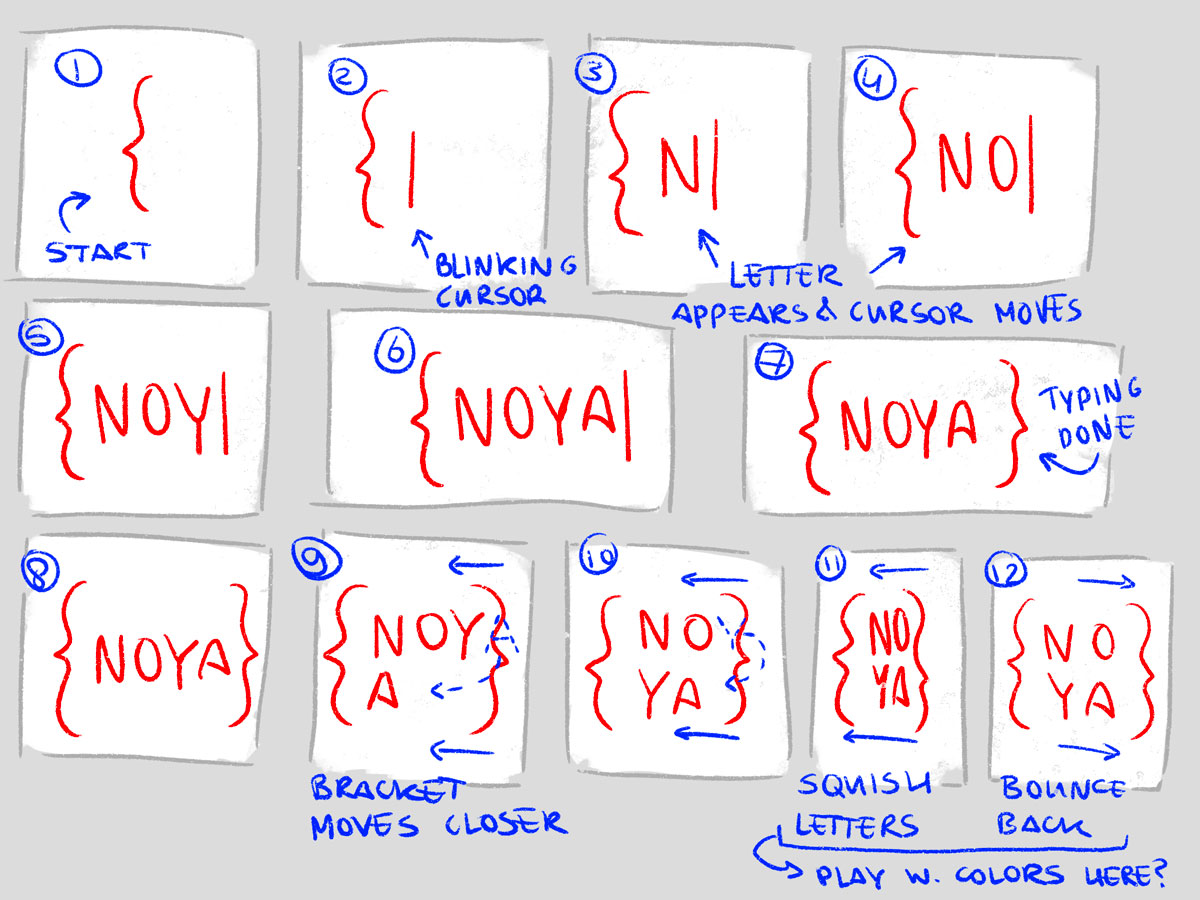 1
{
START
2
{ |
BLINKING
CURSOR
3
{ N|
4
{ NO|
LETTER
APPEARS & CURSOR MOVES
5
{ NOY|
6
{ NOYA|
7
{ NOYA }
TYPING
DONE
8
{ NOYA }
9
{ NOY }
A
BRACKET
MOVES CLOSER
10
{ NO }
YA
11
{ NO }
YA
SQUISH
LETTERS
12
{ NO }
YA
BOUNCE
BACK
PLAY W. COLORS HERE?